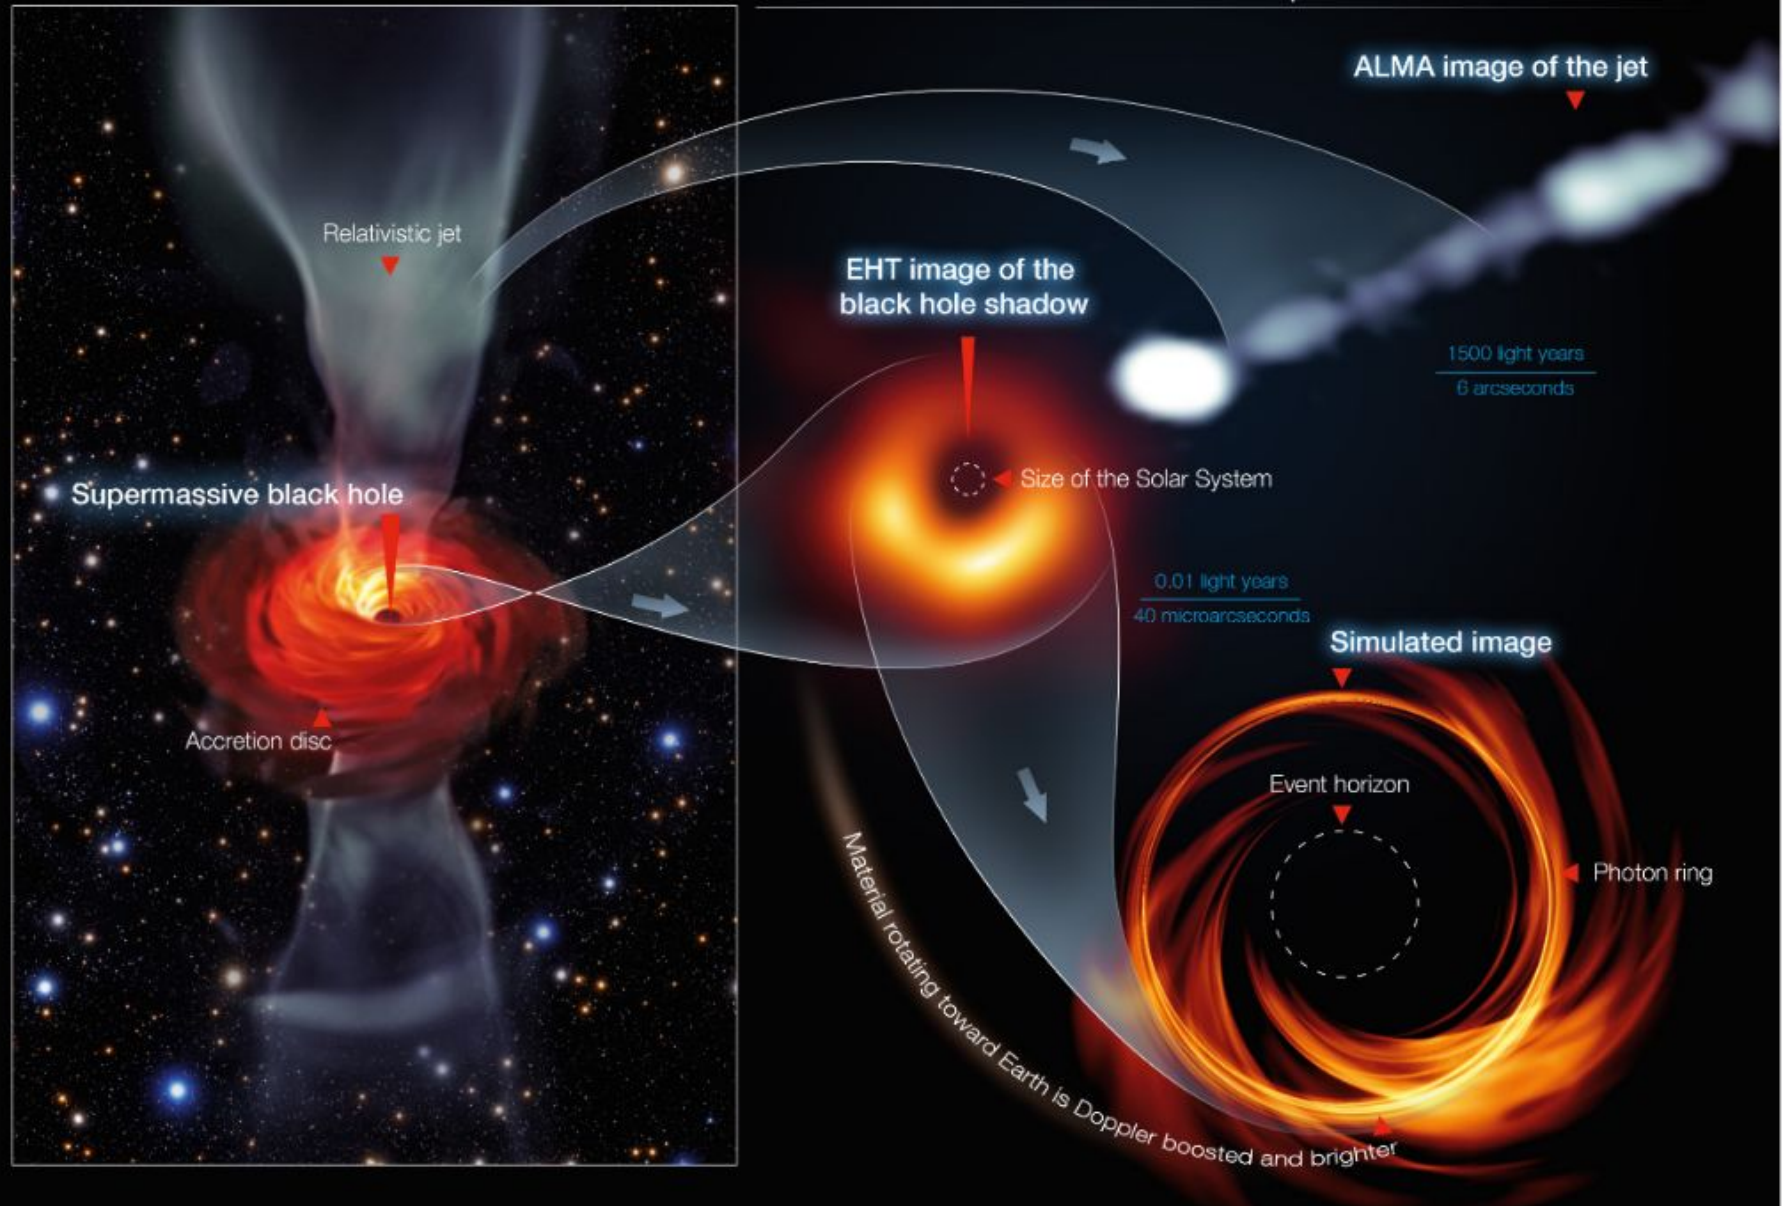 Relativistic jet
Supermassive black hole
Accretion disc
ALMA image of the jet
EHT image of the
black hole shadow
1500 light years
6 arcseconds
Size of the Solar System
0.01 light years
40 microarcseconds
Simulated image
Event horizon
Photon ring
Material rotating toward Earth is Doppler boosted and brighter